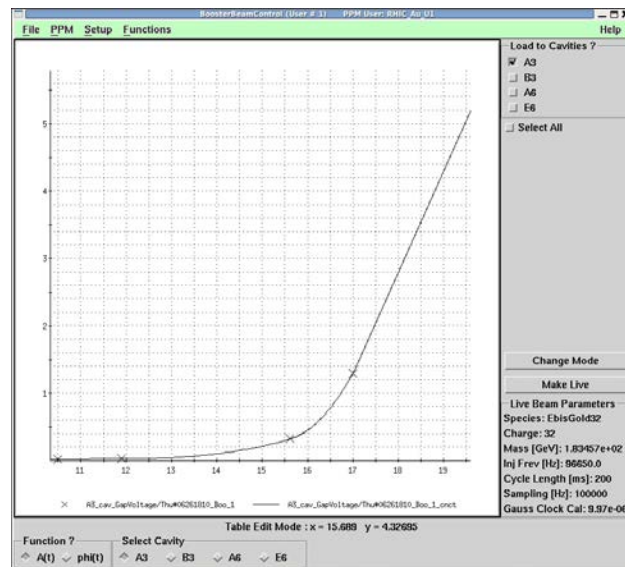 BoosterBeamControl (User # 1) PPM User: RHIC_Au_U1
File PPM Setup Functions Help
Load to Cavities ?
A3
B3
A6
E6
Select All
5
4
3
2
1
11 12 13 14 15 16 17 18 19
A3_cav_GapVoltage/Thu#06261810_Boo_1 A3_cav_GapVoltage/Thu#06261810_Boo_1_cnct
Change Mode
Make Live
Live Beam Parameters
Species: EbisGold32
Charge: 32
Mass [GeV]: 1.83457e+02
Inj Frev [Hz]: 96650.0
Cycle Length [ms]: 200
Sampling [Hz]: 100000
Gauss Clock Cal: 9.97e-06
Table Edit Mode : x = 15.689 y = 4.32695
Function ? Select Cavity
A(t) phi(t) A3 B3 A6 E6